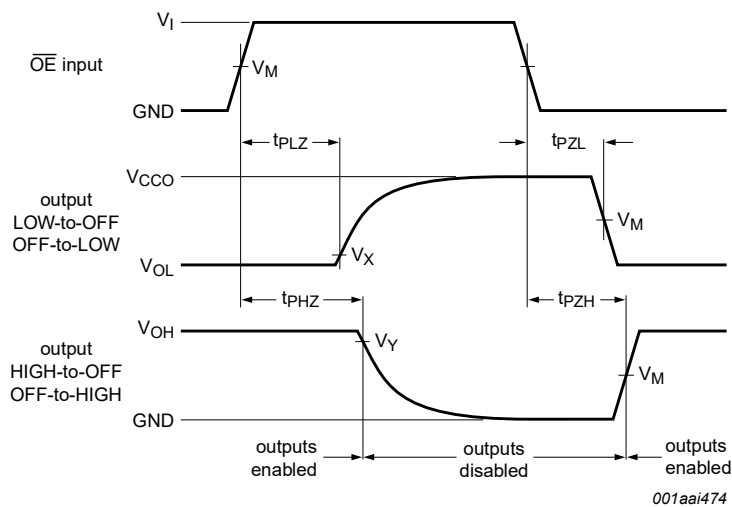 V_I
OE input
V_M
GND
t_PLZ
t_PZL
V_CCO
output
LOW-to-OFF
OFF-to-LOW
V_M
V_X
V_OL
t_PHZ
t_PZH
V_OH
output
HIGH-to-OFF
OFF-to-HIGH
V_Y
V_M
GND
outputs
enabled
outputs
disabled
outputs
enabled
001aai474